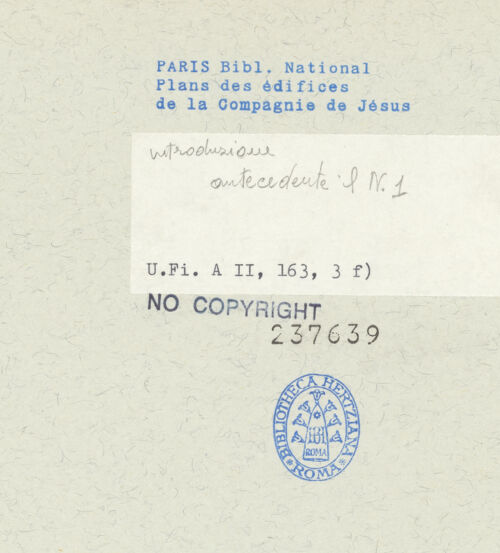 PARIS Bibl. National
Plans des édifices
de la Compagnie de Jésus
introduzione
antecedente il N. 1
U.Fi. A II, 163, 3 f)
NO COPYRIGHT
237639
BIBLIOTHECA HERTZIANA
ROMA
ROMA